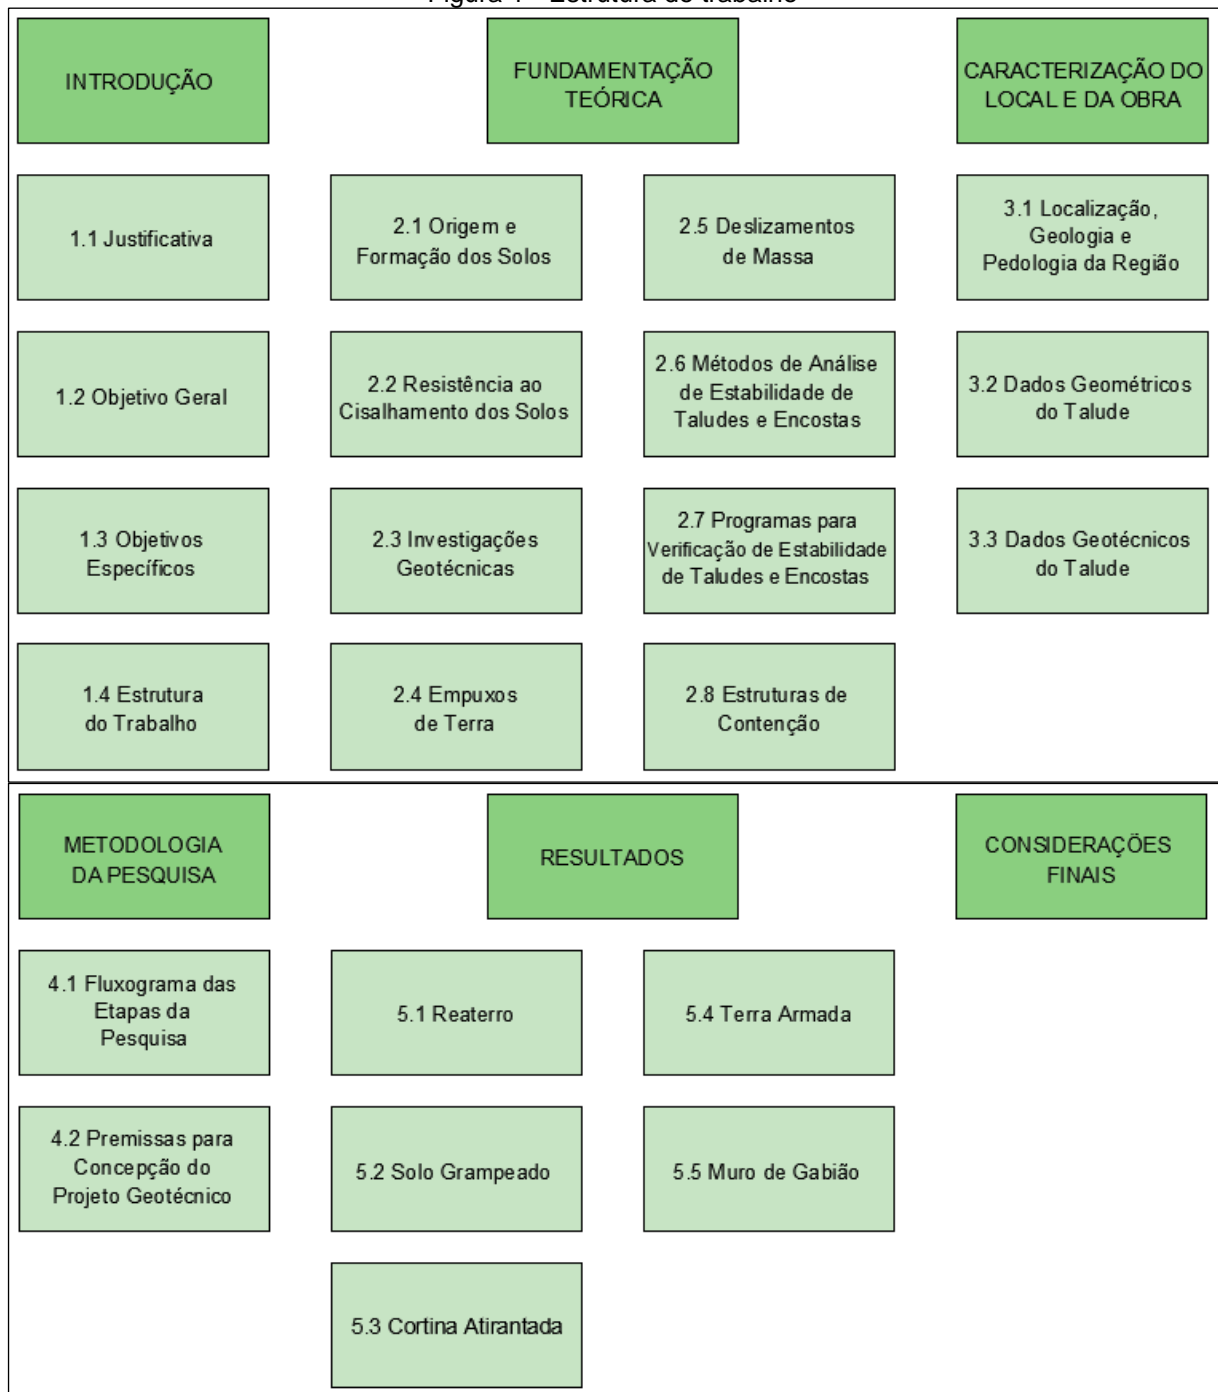 Figura 1 - Estrutura do trabalho
INTRODUÇÃO
FUNDAMENTAÇÃO
TEÓRICA
CARACTERIZAÇÃO DO
LOCAL E DA OBRA
1.1 Justificativa
2.1 Origem e
Formação dos Solos
2.5 Deslizamentos
de Massa
3.1 Localização,
Geologia e
Pedologia da Região
1.2 Objetivo Geral
2.2 Resistência ao
Cisalhamento dos Solos
2.6 Métodos de Análise
de Estabilidade de
Taludes e Encostas
3.2 Dados Geométricos
do Talude
1.3 Objetivos
Específicos
2.3 Investigações
Geotécnicas
2.7 Programas para
Verificação de Estabilidade
de Taludes e Encostas
3.3 Dados Geotécnicos
do Talude
1.4 Estrutura
do Trabalho
2.4 Empuxos
de Terra
2.8 Estruturas de
Contenção
METODOLOGIA
DA PESQUISA
RESULTADOS
CONSIDERAÇÕES
FINAIS
4.1 Fluxograma das
Etapas da
Pesquisa
5.1 Reaterro
5.4 Terra Armada
4.2 Premissas para
Concepção do
Projeto Geotécnico
5.2 Solo Grampeado
5.5 Muro de Gabião
5.3 Cortina Atirantada